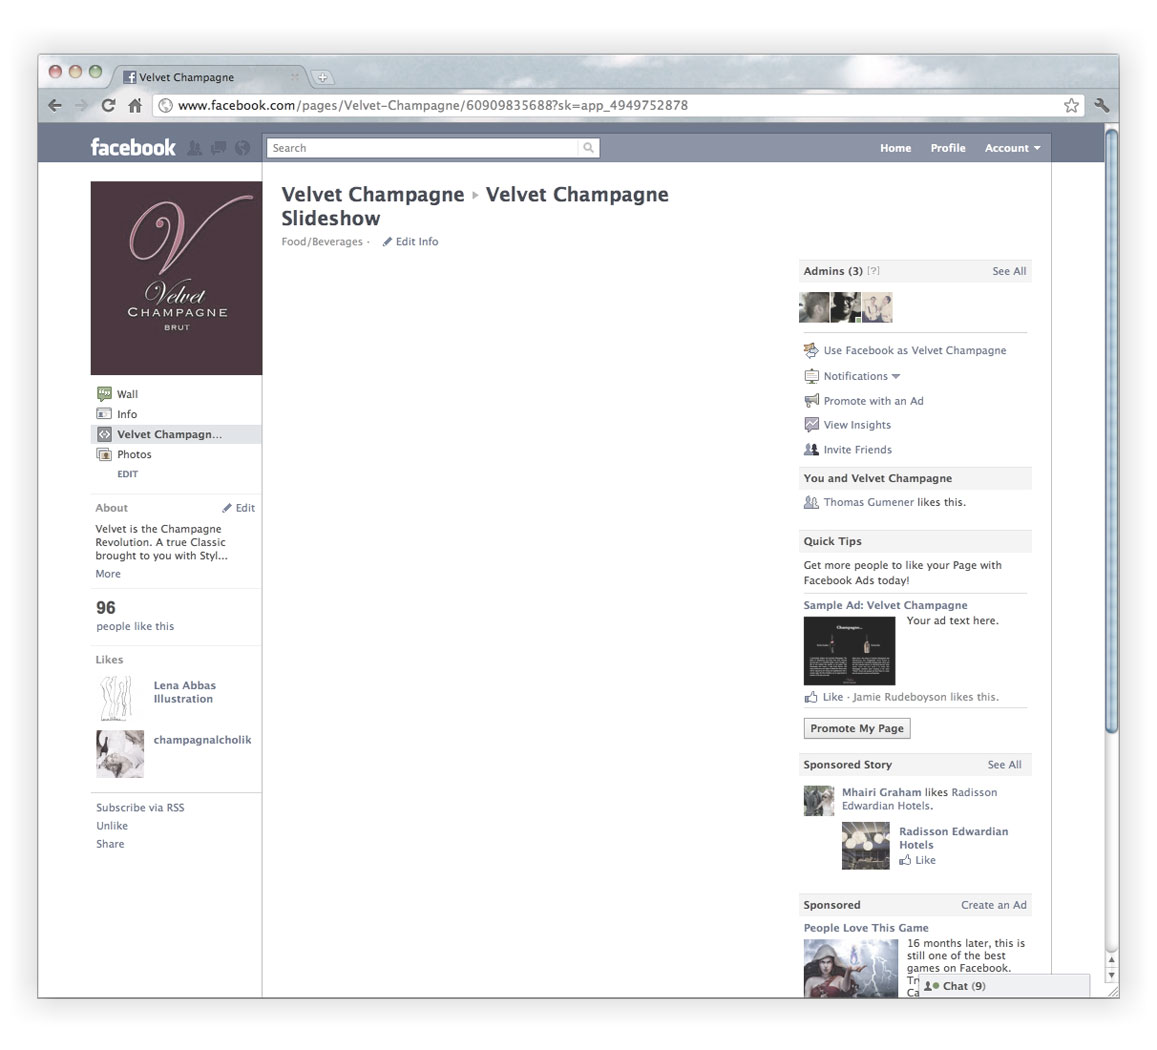 Velvet Champagne
www.facebook.com/pages/Velvet-Champagne/60909835688?sk=app_4949752878
facebook
Search
Home
Profile
Account
V
Velvet
CHAMPAGNE
BRUT
Wall
Info
Velvet Champagn...
Photos
EDIT
About
Edit
Velvet is the Champagne
Revolution. A true Classic
brought to you with Styl...
More
96
people like this
Likes
Lena Abbas
Illustration
champagnalcholik
Subscribe via RSS
Unlike
Share
Velvet Champagne ▸ Velvet Champagne
Slideshow
Food/Beverages ·
Edit Info
Admins (3) [?]
See All
Use Facebook as Velvet Champagne
Notifications
Promote with an Ad
View Insights
Invite Friends
You and Velvet Champagne
Thomas Gumener likes this.
Quick Tips
Get more people to like your Page with
Facebook Ads today!
Sample Ad: Velvet Champagne
Champagne...
Your ad text here.
Like · Jamie Rudeboyson likes this.
Promote My Page
Sponsored Story
See All
Mhairi Graham likes Radisson
Edwardian Hotels.
Radisson Edwardian
Hotels
Like
Sponsored
Create an Ad
People Love This Game
16 months later, this is
still one of the best
games on Facebook.
Chat (9)